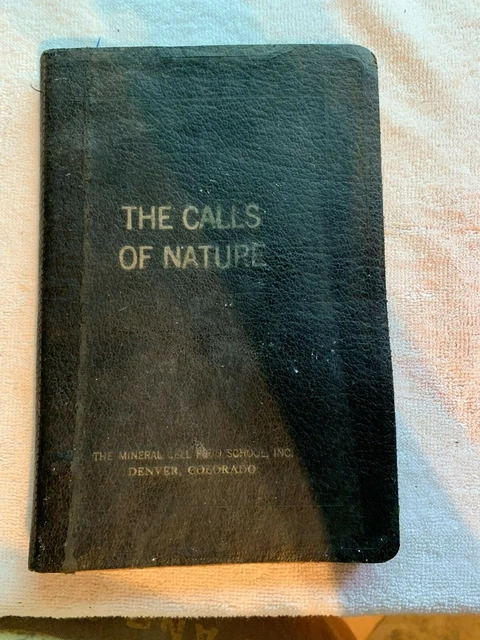 THE CALLS
OF NATURE
THE MINERAL CELL FOOD SCHOOL, INC.
DENVER, COLORADO